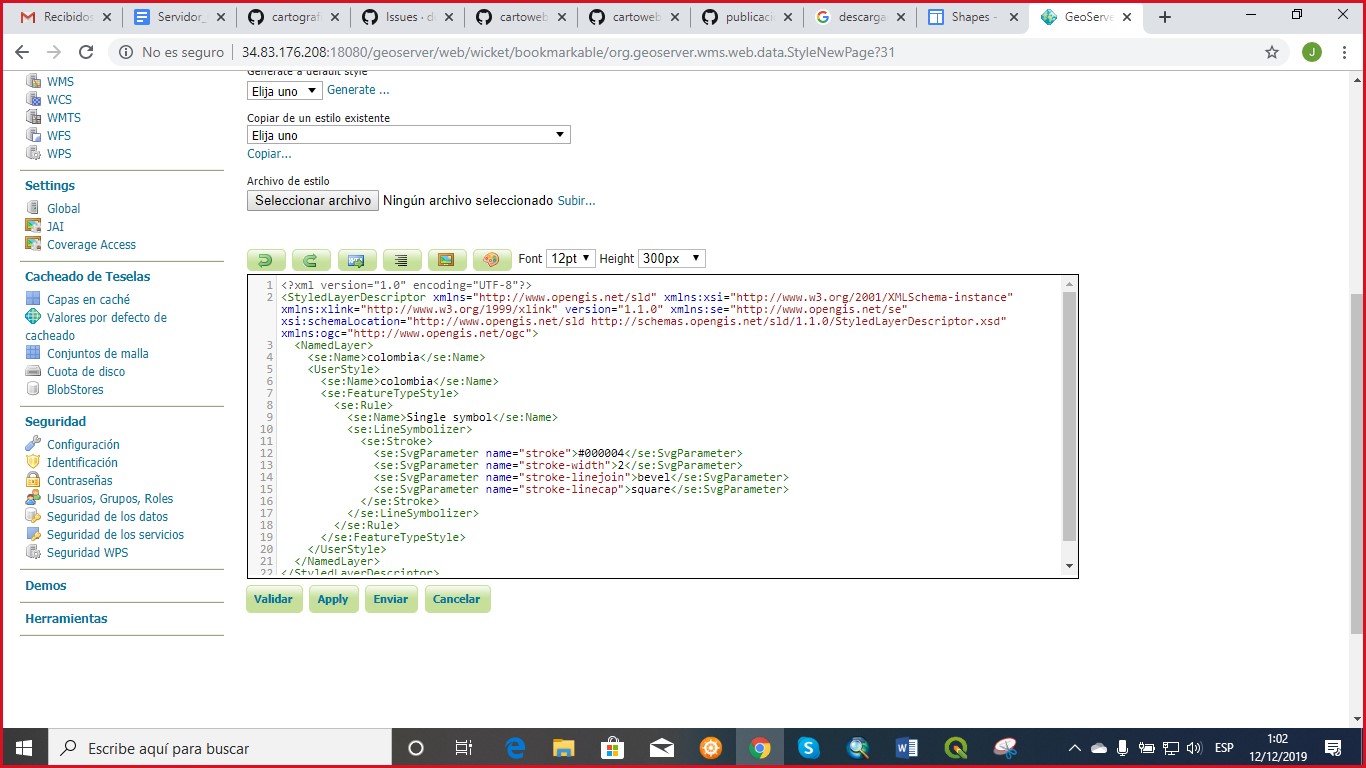 Recibidos
Servidor_
cartografi
Issues · d
cartoweb
cartoweb
publicaci
descarga
Shapes -
GeoServe
No es seguro
34.83.176.208:18080/geoserver/web/wicket/bookmarkable/org.geoserver.wms.web.data.StyleNewPage?31
J
WMS
WCS
WMTS
WFS
WPS
Settings
Global
JAI
Coverage Access
Cacheado de Teselas
Capas en caché
Valores por defecto de
cacheado
Conjuntos de malla
Cuota de disco
BlobStores
Seguridad
Configuración
Identificación
Contraseñas
Usuarios, Grupos, Roles
Seguridad de los datos
Seguridad de los servicios
Seguridad WPS
Demos
Herramientas
Generate a default style
Elija uno Generate ...
Copiar de un estilo existente
Elija uno
Copiar...
Archivo de estilo
Seleccionar archivo Ningún archivo seleccionado Subir...
Font 12pt Height 300px
1 <?xml version="1.0" encoding="UTF-8"?>
2 <StyledLayerDescriptor xmlns="http://www.opengis.net/sld" xmlns:xsi="http://www.w3.org/2001/XMLSchema-instance"
xmlns:xlink="http://www.w3.org/1999/xlink" version="1.1.0" xmlns:se="http://www.opengis.net/se"
xsi:schemaLocation="http://www.opengis.net/sld http://schemas.opengis.net/sld/1.1.0/StyledLayerDescriptor.xsd"
xmlns:ogc="http://www.opengis.net/ogc">
3 <NamedLayer>
4 <se:Name>colombia</se:Name>
5 <UserStyle>
6 <se:Name>colombia</se:Name>
7 <se:FeatureTypeStyle>
8 <se:Rule>
9 <se:Name>Single symbol</se:Name>
10 <se:LineSymbolizer>
11 <se:Stroke>
12 <se:SvgParameter name="stroke">#000004</se:SvgParameter>
13 <se:SvgParameter name="stroke-width">2</se:SvgParameter>
14 <se:SvgParameter name="stroke-linejoin">bevel</se:SvgParameter>
15 <se:SvgParameter name="stroke-linecap">square</se:SvgParameter>
16 </se:Stroke>
17 </se:LineSymbolizer>
18 </se:Rule>
19 </se:FeatureTypeStyle>
20 </UserStyle>
21 </NamedLayer>
22 </StyledLayerDescriptor>
Validar Apply Enviar Cancelar
Escribe aquí para buscar
ESP
1:02
12/12/2019